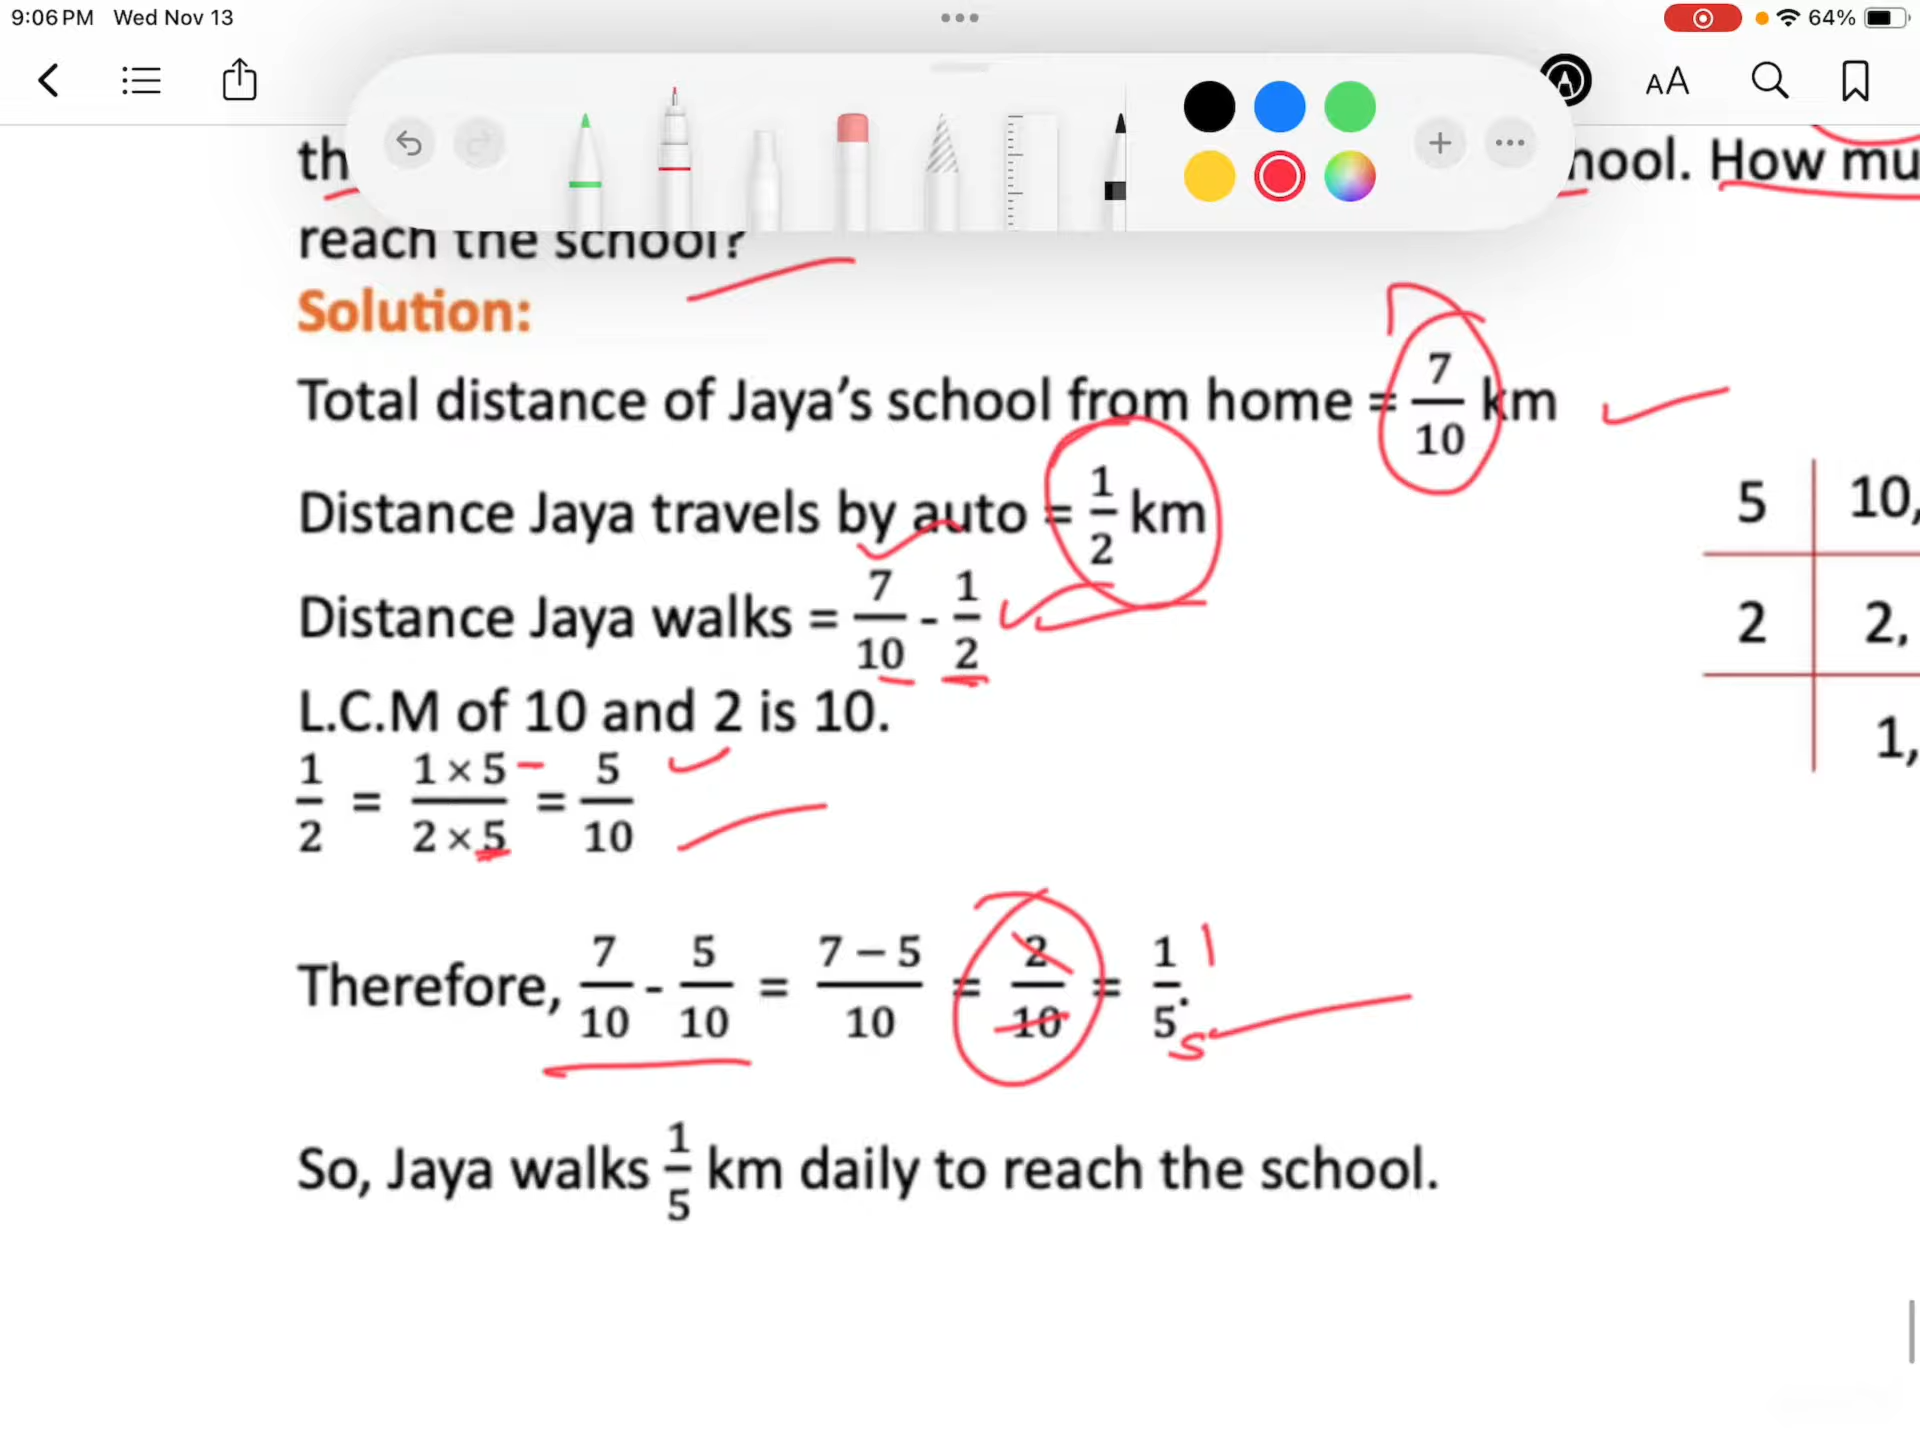 9:06 PM Wed Nov 13
64%
AA
th
hool. How mu
reach the school?
Solution:
Total distance of Jaya’s school from home = 7/10 km
Distance Jaya travels by auto = 1/2 km
Distance Jaya walks = 7/10 - 1/2
L.C.M of 10 and 2 is 10.
1/2 = 1 × 5/2 × 5 = 5/10
Therefore, 7/10 - 5/10 = 7 – 5/10 = 2/10 = 1/5.
1
5
So, Jaya walks 1/5 km daily to reach the school.
5 10,
2 2,
1,